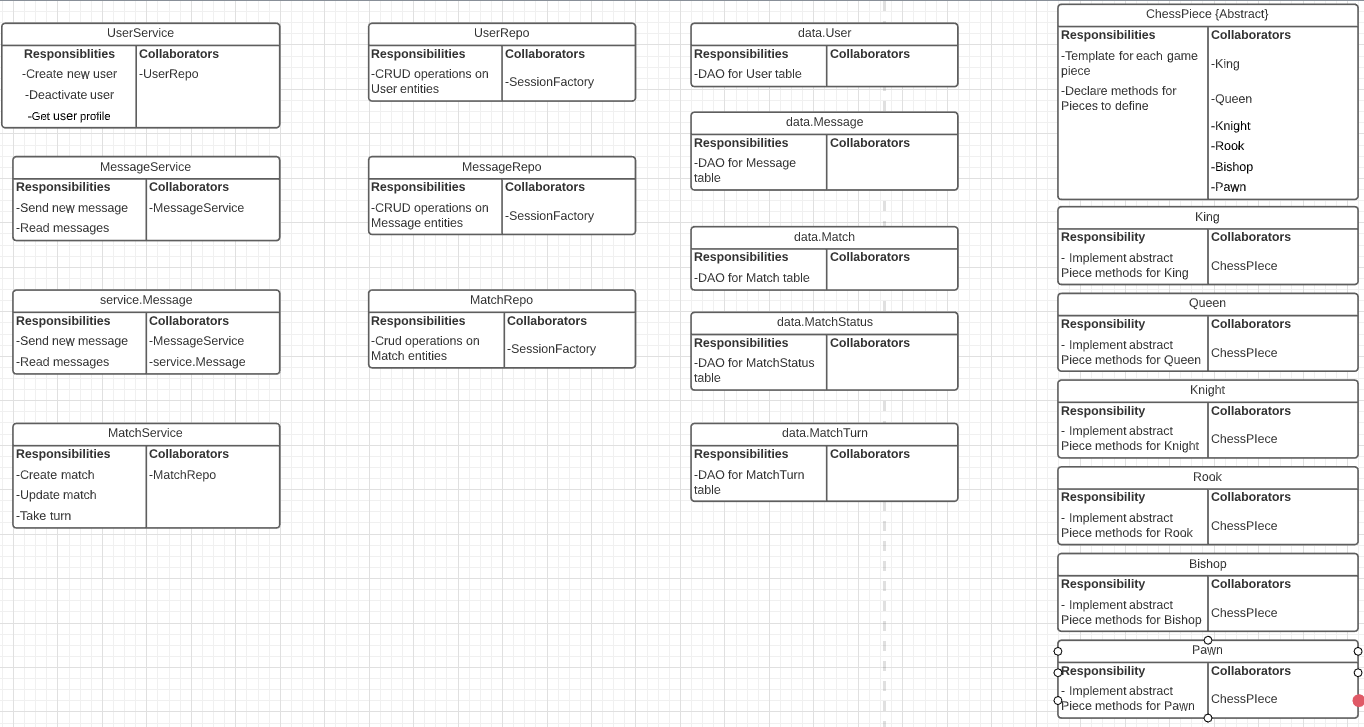 UserService
Responsiblities
Collaborators
-Create new user
-UserRepo
-Deactivate user
-Get user profile
MessageService
Responsibilities
Collaborators
-Send new message
-MessageService
-Read messages
service.Message
Responsibilities
Collaborators
-Send new message
-MessageService
-Read messages
-service.Message
MatchService
Responsibilities
Collaborators
-Create match
-MatchRepo
-Update match
-Take turn
UserRepo
Responsibilities
Collaborators
-CRUD operations on
User entities
-SessionFactory
MessageRepo
Responsibilities
Collaborators
-CRUD operations on
Message entities
-SessionFactory
MatchRepo
Responsibilities
Collaborators
-Crud operations on
Match entities
-SessionFactory
data.User
Responsibilities
Collaborators
-DAO for User table
data.Message
Responsibilities
Collaborators
-DAO for Message
table
data.Match
Responsibilities
Collaborators
-DAO for Match table
data.MatchStatus
Responsibilities
Collaborators
-DAO for MatchStatus
table
data.MatchTurn
Responsibilities
Collaborators
-DAO for MatchTurn
table
ChessPiece {Abstract}
Responsibilities
Collaborators
-Template for each game
piece
-King
-Declare methods for
Pieces to define
-Queen
-Knight
-Rook
-Bishop
-Pawn
King
Responsibility
Collaborators
- Implement abstract
Piece methods for King
ChessPIece
Queen
Responsibility
Collaborators
- Implement abstract
Piece methods for Queen
ChessPIece
Knight
Responsibility
Collaborators
- Implement abstract
Piece methods for Knight
ChessPIece
Rook
Responsibility
Collaborators
- Implement abstract
Piece methods for Rook
ChessPIece
Bishop
Responsibility
Collaborators
- Implement abstract
Piece methods for Bishop
ChessPIece
Pawn
Responsibility
Collaborators
- Implement abstract
Piece methods for Pawn
ChessPIece